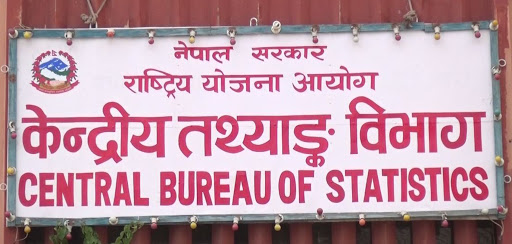 नेपाल सरकार
राष्ट्रिय योजना आयोग
केन्द्रीय तथ्याङ्क विभाग
CENTRAL BUREAU OF STATISTICS